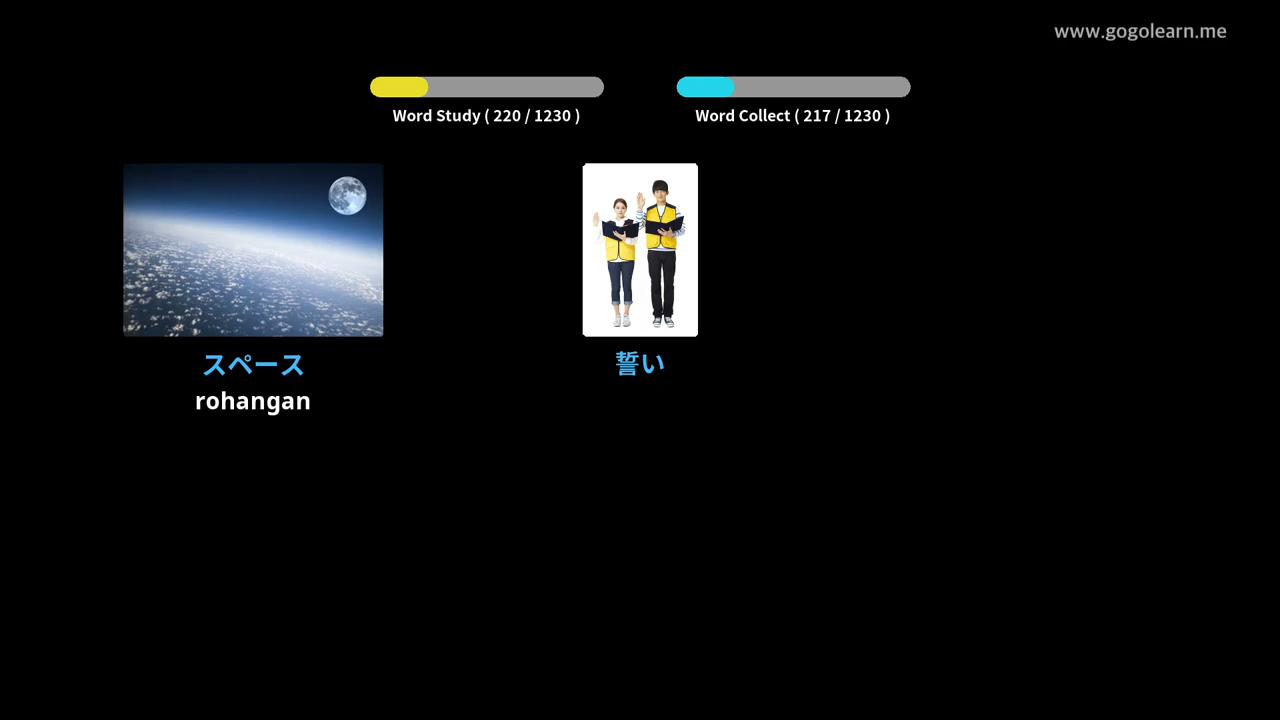 www.gogolearn.me
Word Study ( 220 / 1230 )
Word Collect ( 217 / 1230 )
スペース
rohangan
誓い